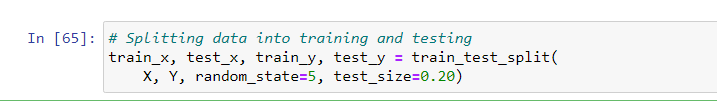 In [65]: # Splitting data into training and testing
train_x, test_x, train_y, test_y = train_test_split(
X, Y, random_state=5, test_size=0.20)